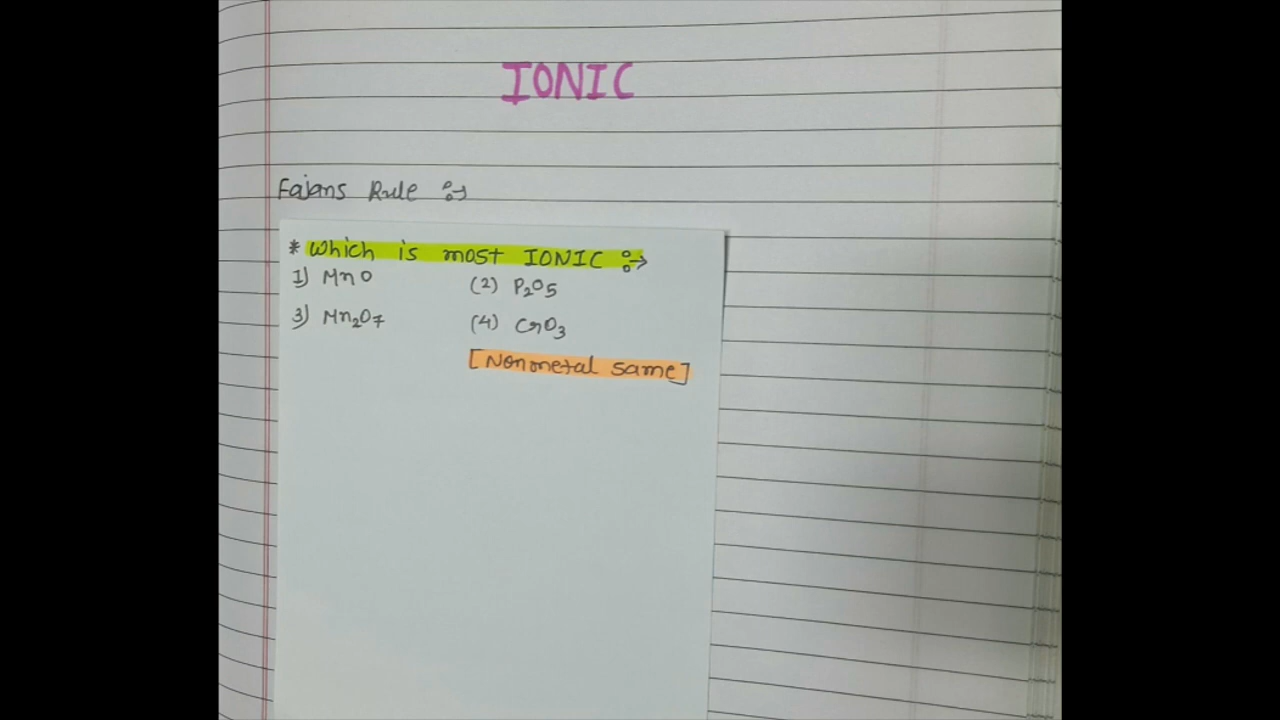 IONIC
Fajans Rule :→
* Which is most IONIC :→
1) MnO (2) P₂O₅
3) Mn₂O₇ (4) CrO₃
[Nonmetal same]